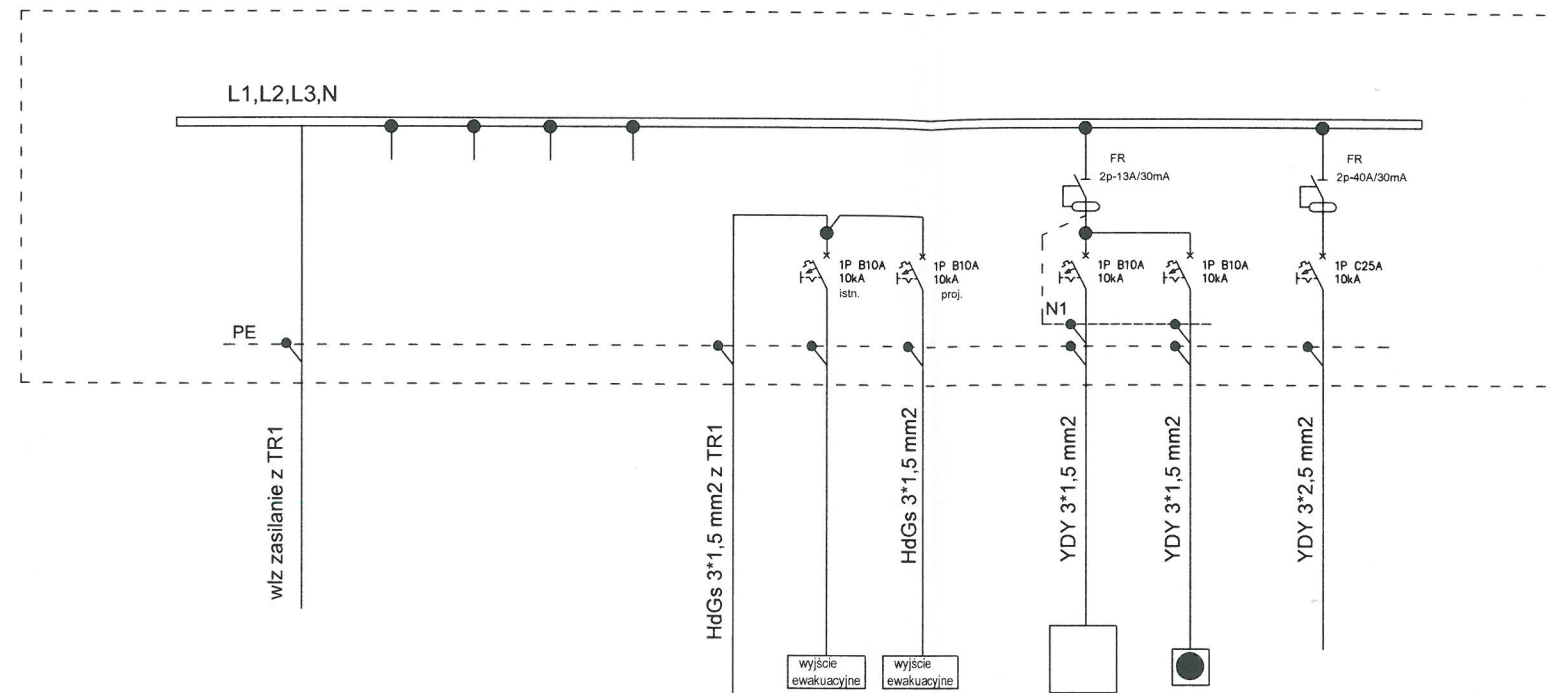 L1,L2,L3,N
FR
2p-13A/30mA
FR
2p-40A/30mA
1P B10A
10kA
istn.
1P B10A
10kA
proj.
1P B10A
10kA
1P B10A
10kA
1P C25A
10kA
N1
PE
wlz zasilanie z TR1
HdGs 3*1,5 mm2 z TR1
HdGs 3*1,5 mm2
YDY 3*1,5 mm2
YDY 3*1,5 mm2
YDY 3*2,5 mm2
wyjście
ewakuacyjne
wyjście
ewakuacyjne